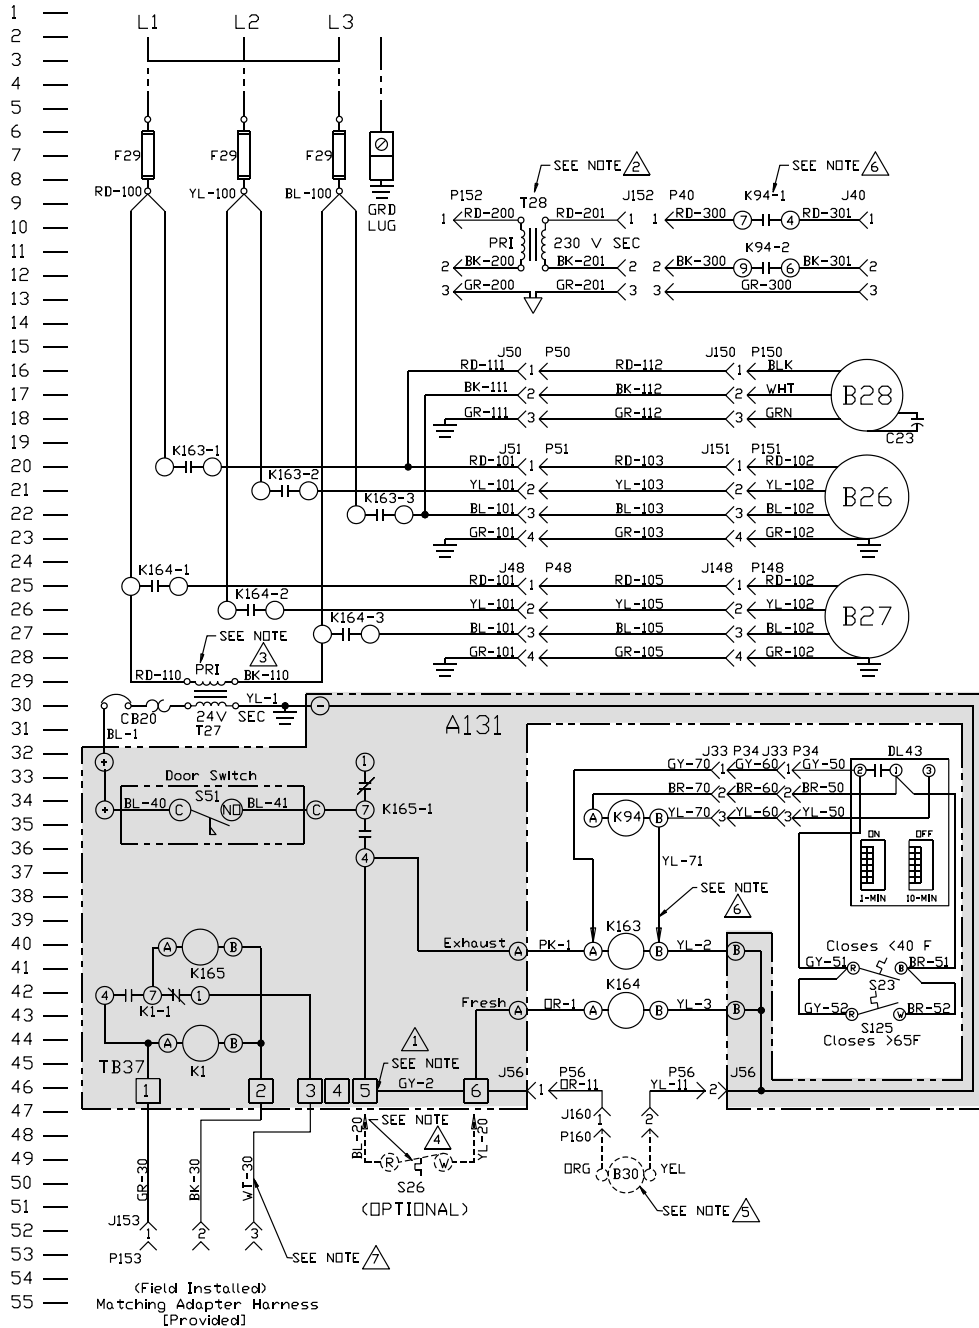 1
L1 L2 L3
2
3
4
5
6
7 F29 F29 F29 SEE NOTE 2 SEE NOTE 6
8 RD-100 YL-100 BL-100 P152 T28 J152 P40 K94-1 J40
9 GRD 1 RD-200 RD-201 1 1 RD-300 7 4 RD-301 1
10 LUG
11 PRI 230 V SEC K94-2
12 2 BK-200 BK-201 2 2 BK-300 9 6 BK-301 2
13 3 GR-200 GR-201 3 3 GR-300 3
14
15 J50 P50 J150 P150
16 RD-111 1 RD-112 1 BLK
17 BK-111 2 BK-112 2 WHT B28
18 GR-111 3 GR-112 3 GRN
19 K163-1 J51 P51 J151 P151 C23
20 RD-101 1 RD-103 1 RD-102
21 K163-2 YL-101 2 YL-103 2 YL-102 B26
22 K163-3 BL-101 3 BL-103 3 BL-102
23 GR-101 4 GR-103 4 GR-102
24 J48 P48 J148 P148
25 K164-1 RD-101 1 RD-105 1 RD-102
26 K164-2 YL-101 2 YL-105 2 YL-102 B27
27 K164-3 BL-101 3 BL-105 3 BL-102
28 SEE NOTE 3 GR-101 4 GR-105 4 GR-102
29 RD-110 PRI BK-110
30 CB20 24V SEC YL-1 -
31 BL-1 T27 A131
32 + 1 J33 P34 J33 P34 DL43
33 Door Switch GY-70 1 GY-60 1 GY-50 2 1 3
34 + BL-40 C S51 NO BL-41 C 7 K165-1 BR-70 2 BR-60 2 BR-50
35 A K94 B YL-70 3 YL-60 3 YL-50
36 4 ON OFF
37 YL-71
38 SEE NOTE 6 1-MIN 10-MIN
39
40 A K165 B Exhaust A PK-1 A K163 B YL-2 B Closes <40 F
41 GY-51 R S23 B BR-51
42 4 7 1 K1-1 Fresh A OR-1 A K164 B YL-3 B
43 GY-52 R S125 W BR-52
44 A K1 B Closes >65F
45 TB37 1 SEE NOTE J56 P56 P56 J56
46 1 2 3 4 5 GY-2 6 1 OR-11 YL-11 2
47 SEE NOTE 4 J160 1 2
48 BL-20 YL-20 P160
49 R W ORG B30 YEL
50 GR-30 BK-30 WT-30 S26
51 (OPTIONAL) SEE NOTE 5
52 J153 1 2 3
53 P153 SEE NOTE 7
54 (Field Installed)
55 Matching Adapter Harness
[Provided]